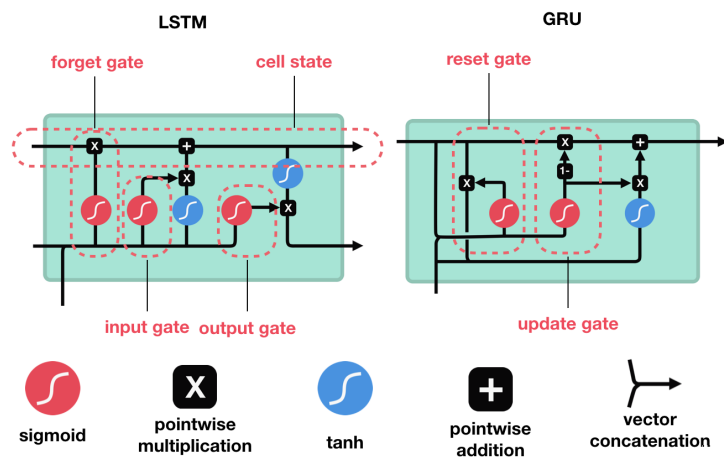 LSTM
GRU
forget gate
cell state
reset gate
X
+
X
+
X
X
1-
X
X
input gate
output gate
update gate
X
+
sigmoid
pointwise
multiplication
tanh
pointwise
addition
vector
concatenation